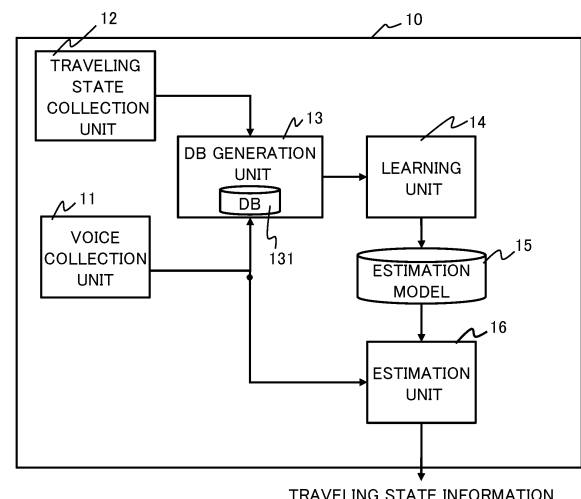 10
12
TRAVELING
STATE
COLLECTION
UNIT
13
DB GENERATION
UNIT
DB
131
14
LEARNING
UNIT
11
VOICE
COLLECTION
UNIT
15
ESTIMATION
MODEL
16
ESTIMATION
UNIT
TRAVELING STATE INFORMATION